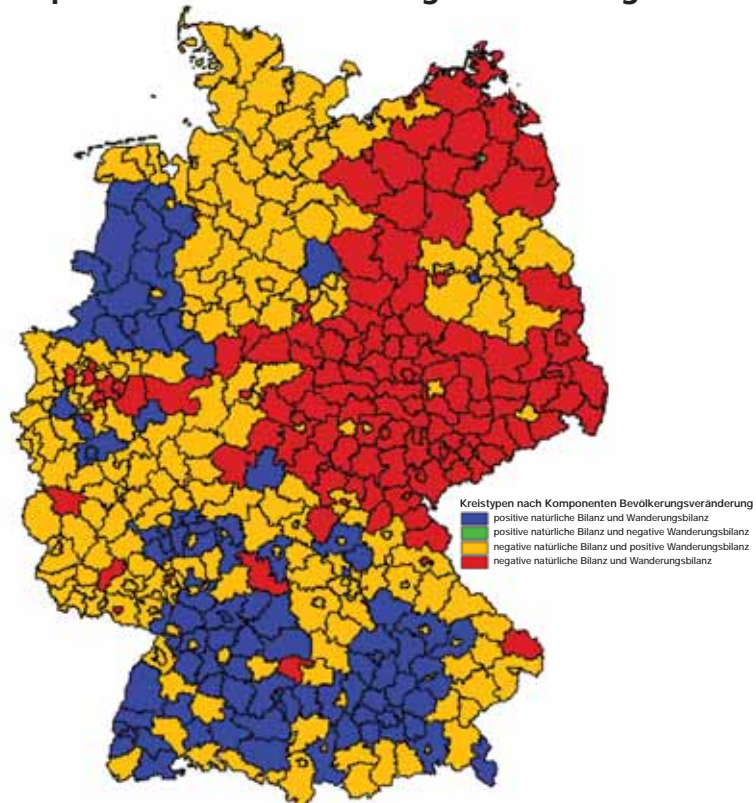 Kreistypen nach Komponenten Bevölkerungsveränderung
positive natürliche Bilanz und Wanderungsbilanz
positive natürliche Bilanz und negative Wanderungsbilanz
negative natürliche Bilanz und positive Wanderungsbilanz
negative natürliche Bilanz und Wanderungsbilanz